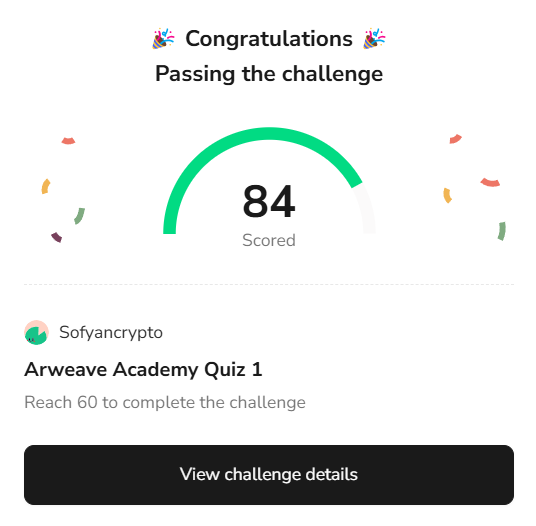 🎉 Congratulations 🎉
Passing the challenge
84
Scored
Sofyancrypto
Arweave Academy Quiz 1
Reach 60 to complete the challenge
View challenge details